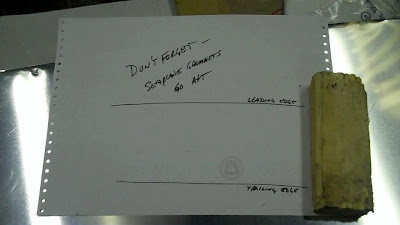 DON'T FORGET —
SEAPLANE GROMMETS
GO AFT
LEADING EDGE
TRAILING EDGE